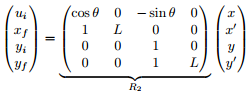 u_i cos θ 0 − sin θ 0 x
x_f = 1 L 0 0 x′
y_i 0 0 1 0 y
y_f 0 0 1 L y′
R_2